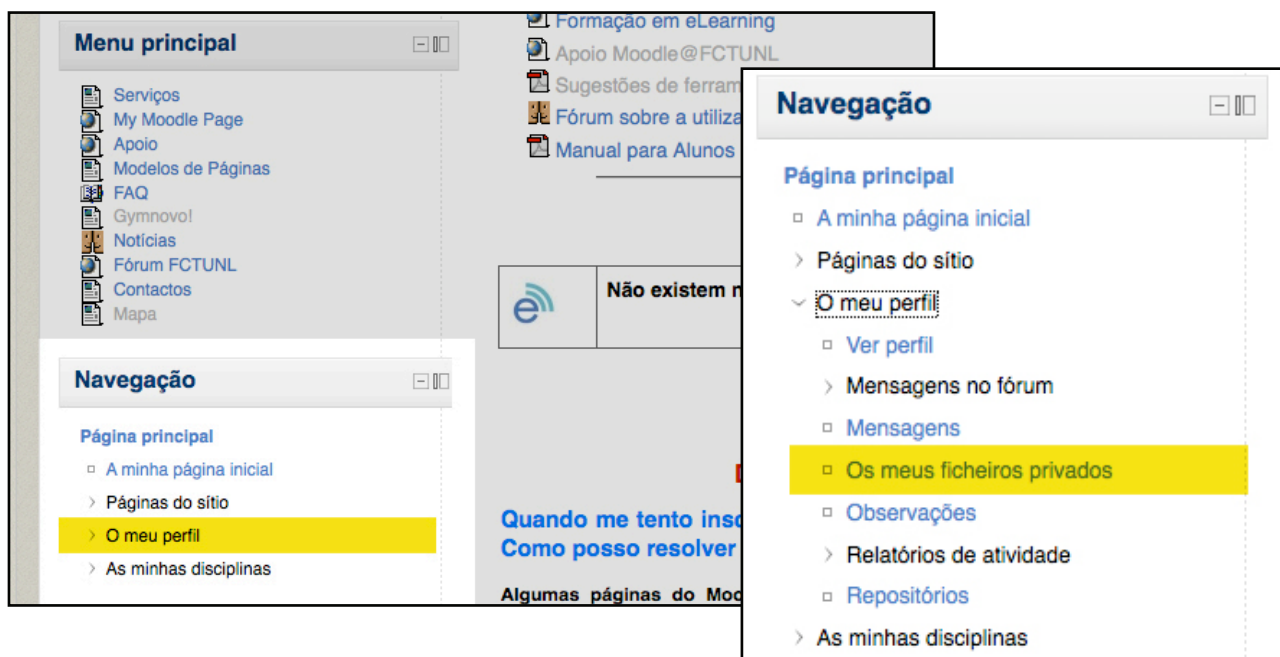 Menu principal
Serviços
My Moodle Page
Apoio
Modelos de Páginas
FAQ
Gymnovo!
Notícias
Fórum FCTUNL
Contactos
Mapa
Navegação
Página principal
A minha página inicial
Páginas do sítio
O meu perfil
As minhas disciplinas
Formação em eLearning
Apoio Moodle@FCTUNL
Sugestões de ferram
Fórum sobre a utiliza
Manual para Alunos
Não existem n
Quando me tento insc
Como posso resolver
Algumas páginas do Moo
Navegação
Página principal
A minha página inicial
Páginas do sítio
O meu perfil
Ver perfil
Mensagens no fórum
Mensagens
Os meus ficheiros privados
Observações
Relatórios de atividade
Repositórios
As minhas disciplinas